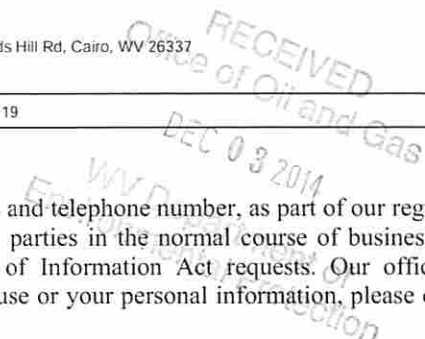 ds Hill Rd, Cairo, WV 26337
RECEIVED
Office of Oil and Gas
19
DEC 03 2014
WV Department of
Environmental Protection
s and telephone number, as part of our reg
parties in the normal course of busines
of Information Act requests. Our offic
use or your personal information, please